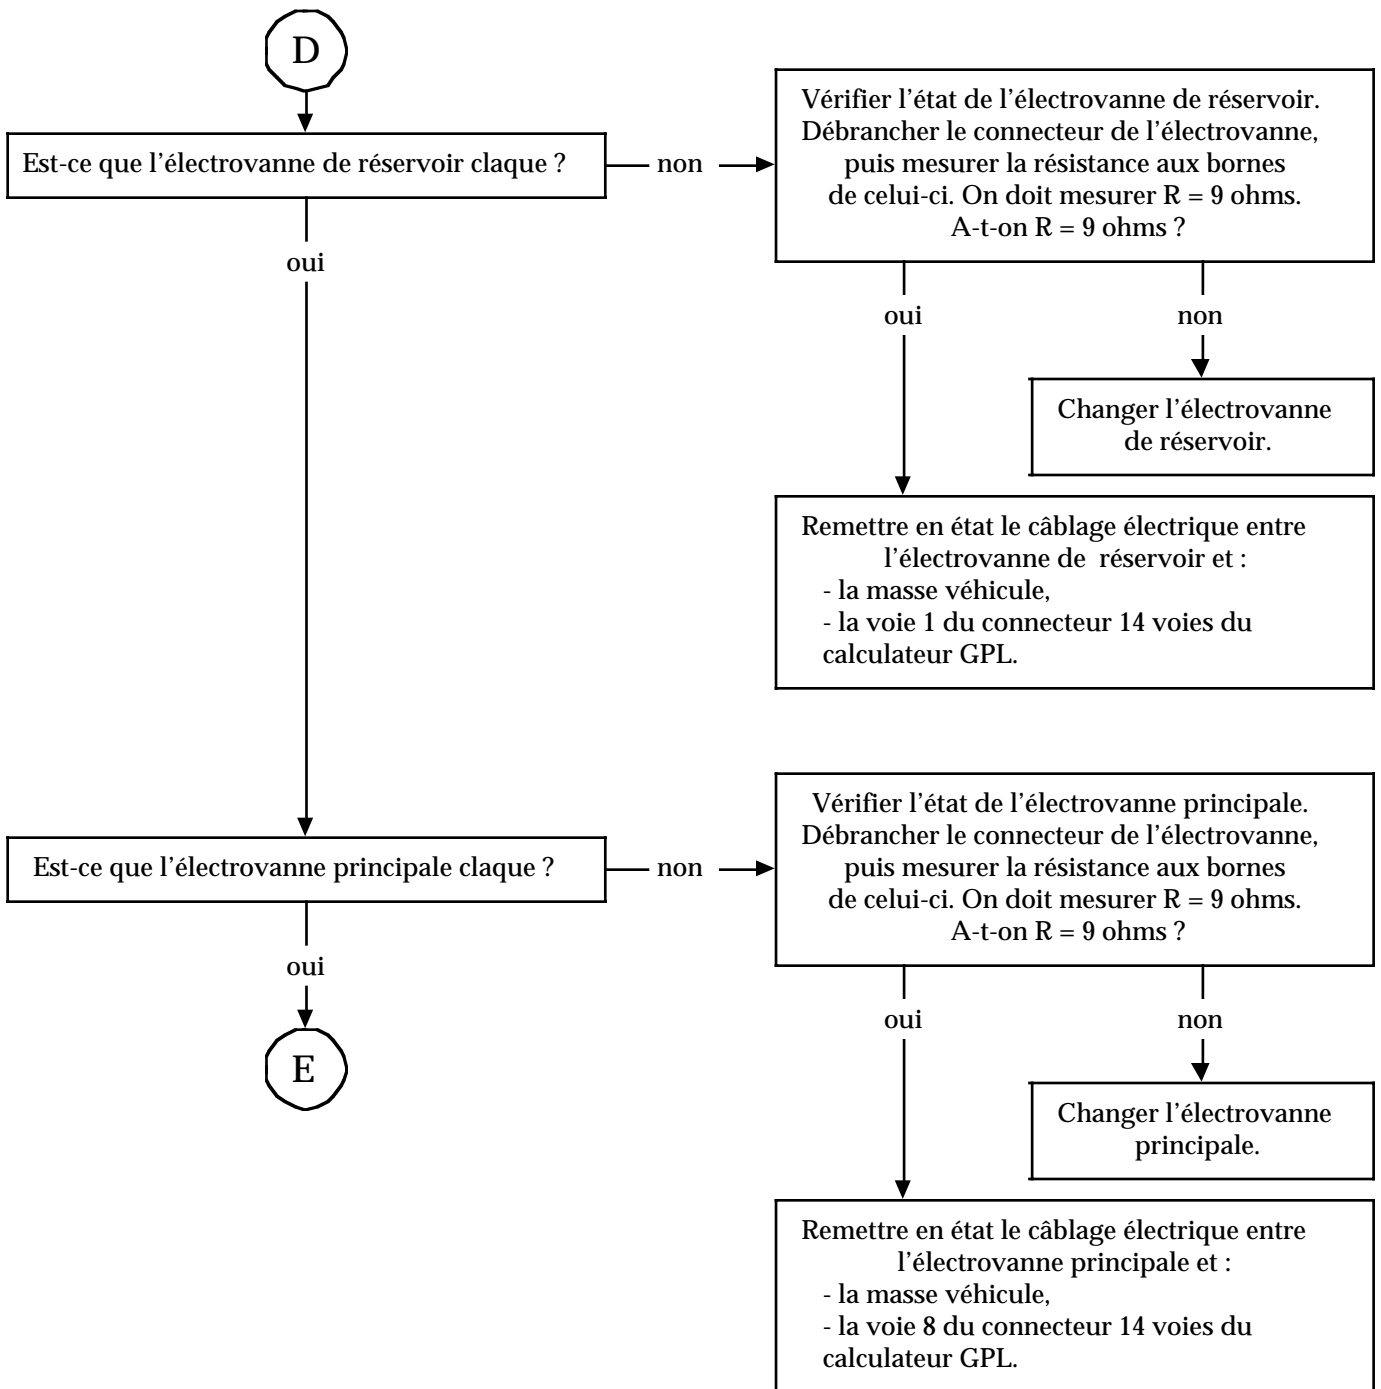 D
Est-ce que l'électrovanne de réservoir claque ?
non
Vérifier l'état de l'électrovanne de réservoir.
Débrancher le connecteur de l'électrovanne,
puis mesurer la résistance aux bornes
de celui-ci. On doit mesurer R = 9 ohms.
A-t-on R = 9 ohms ?
oui
oui
non
Changer l'électrovanne
de réservoir.
Remettre en état le câblage électrique entre
l'électrovanne de réservoir et :
- la masse véhicule,
- la voie 1 du connecteur 14 voies du
calculateur GPL.
Est-ce que l'électrovanne principale claque ?
non
Vérifier l'état de l'électrovanne principale.
Débrancher le connecteur de l'électrovanne,
puis mesurer la résistance aux bornes
de celui-ci. On doit mesurer R = 9 ohms.
A-t-on R = 9 ohms ?
oui
E
oui
non
Changer l'électrovanne
principale.
Remettre en état le câblage électrique entre
l'électrovanne principale et :
- la masse véhicule,
- la voie 8 du connecteur 14 voies du
calculateur GPL.